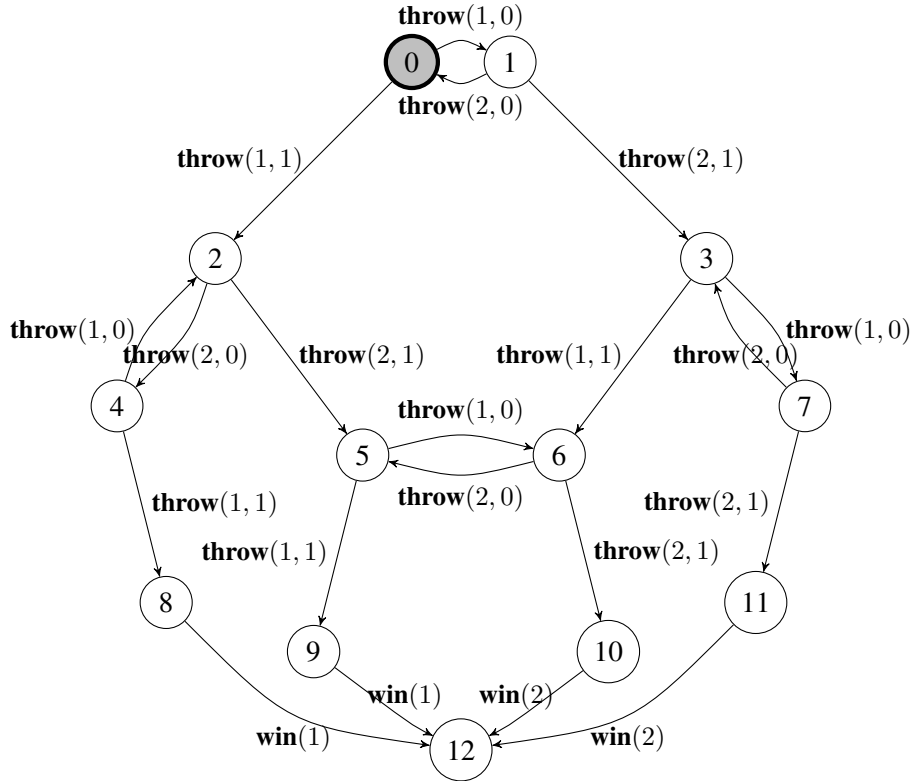 throw(1, 0)
0
1
throw(2, 0)
throw(1, 1)
throw(2, 1)
2
3
throw(1, 0)
throw(2, 0)
throw(2, 1)
throw(1, 1)
throw(2, 0)
throw(1, 0)
4
throw(1, 0)
7
5
6
throw(2, 0)
throw(1, 1)
throw(2, 1)
throw(1, 1)
throw(2, 1)
8
11
9
10
win(1)
win(2)
win(1)
12
win(2)